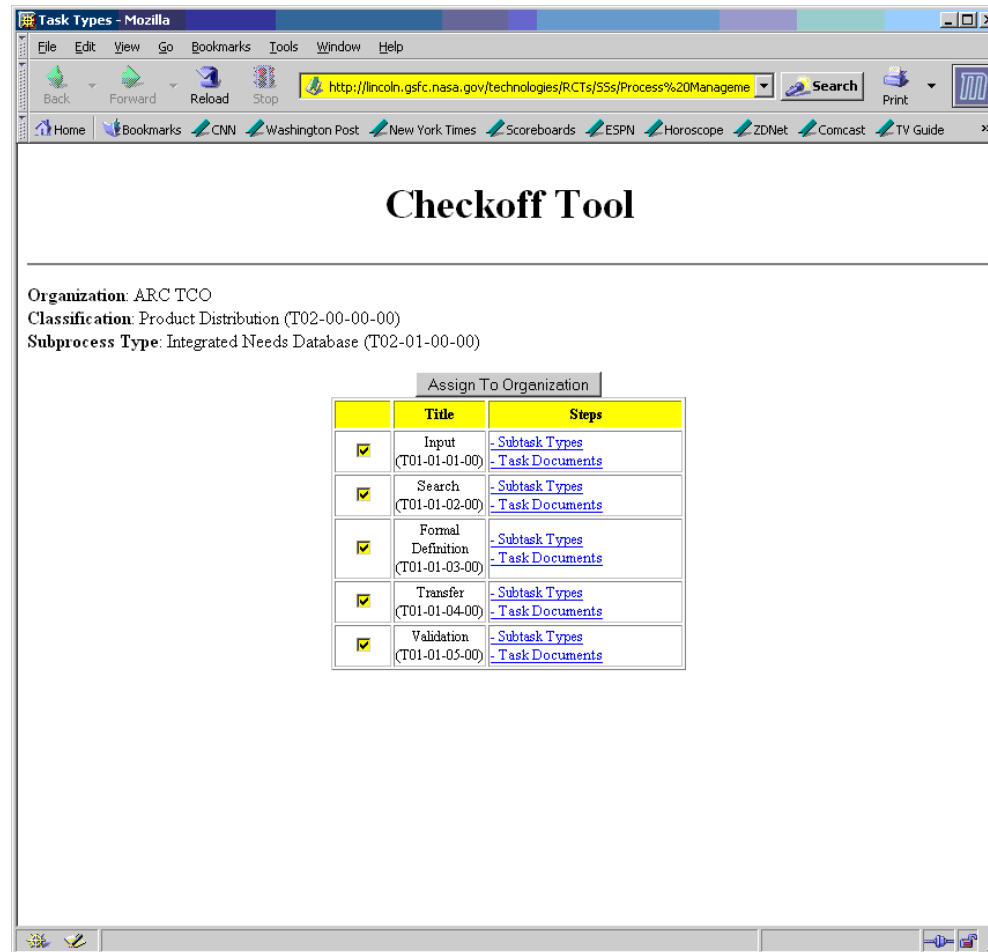 Task Types - Mozilla
File Edit View Go Bookmarks Tools Window Help
Back Forward Reload Stop http://lincoln.gsfc.nasa.gov/technologies/RCTs/SSs/Process%20Manageme Search Print
Home Bookmarks CNN Washington Post New York Times Scoreboards ESPN Horoscope ZDNet Comcast TV Guide »
Checkoff Tool
Organization: ARC TCO
Classification: Product Distribution (T02-00-00-00)
Subprocess Type: Integrated Needs Database (T02-01-00-00)
Assign To Organization
Title Steps
Input - Subtask Types
(T01-01-01-00) - Task Documents
Search - Subtask Types
(T01-01-02-00) - Task Documents
Formal
Definition
(T01-01-03-00)
- Subtask Types
- Task Documents
Transfer - Subtask Types
(T01-01-04-00) - Task Documents
Validation - Subtask Types
(T01-01-05-00) - Task Documents